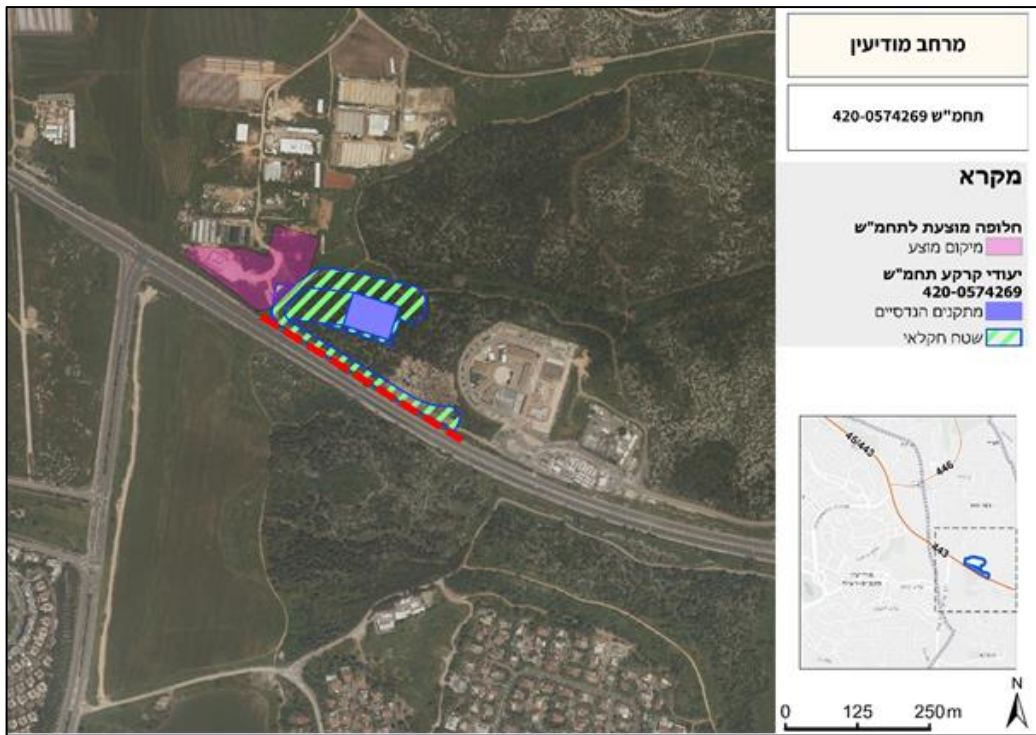 מרחב מודיעין
תחמ"ש 420-0574269
מקרא
חלופה מוצעת לתחמ"ש
מיקום מוצע
יעודי קרקע תחמ"ש
420-0574269
מתקנים הנדסיים
שטח חקלאי
45/443
446
443
מודיעין
N
0 125 250m